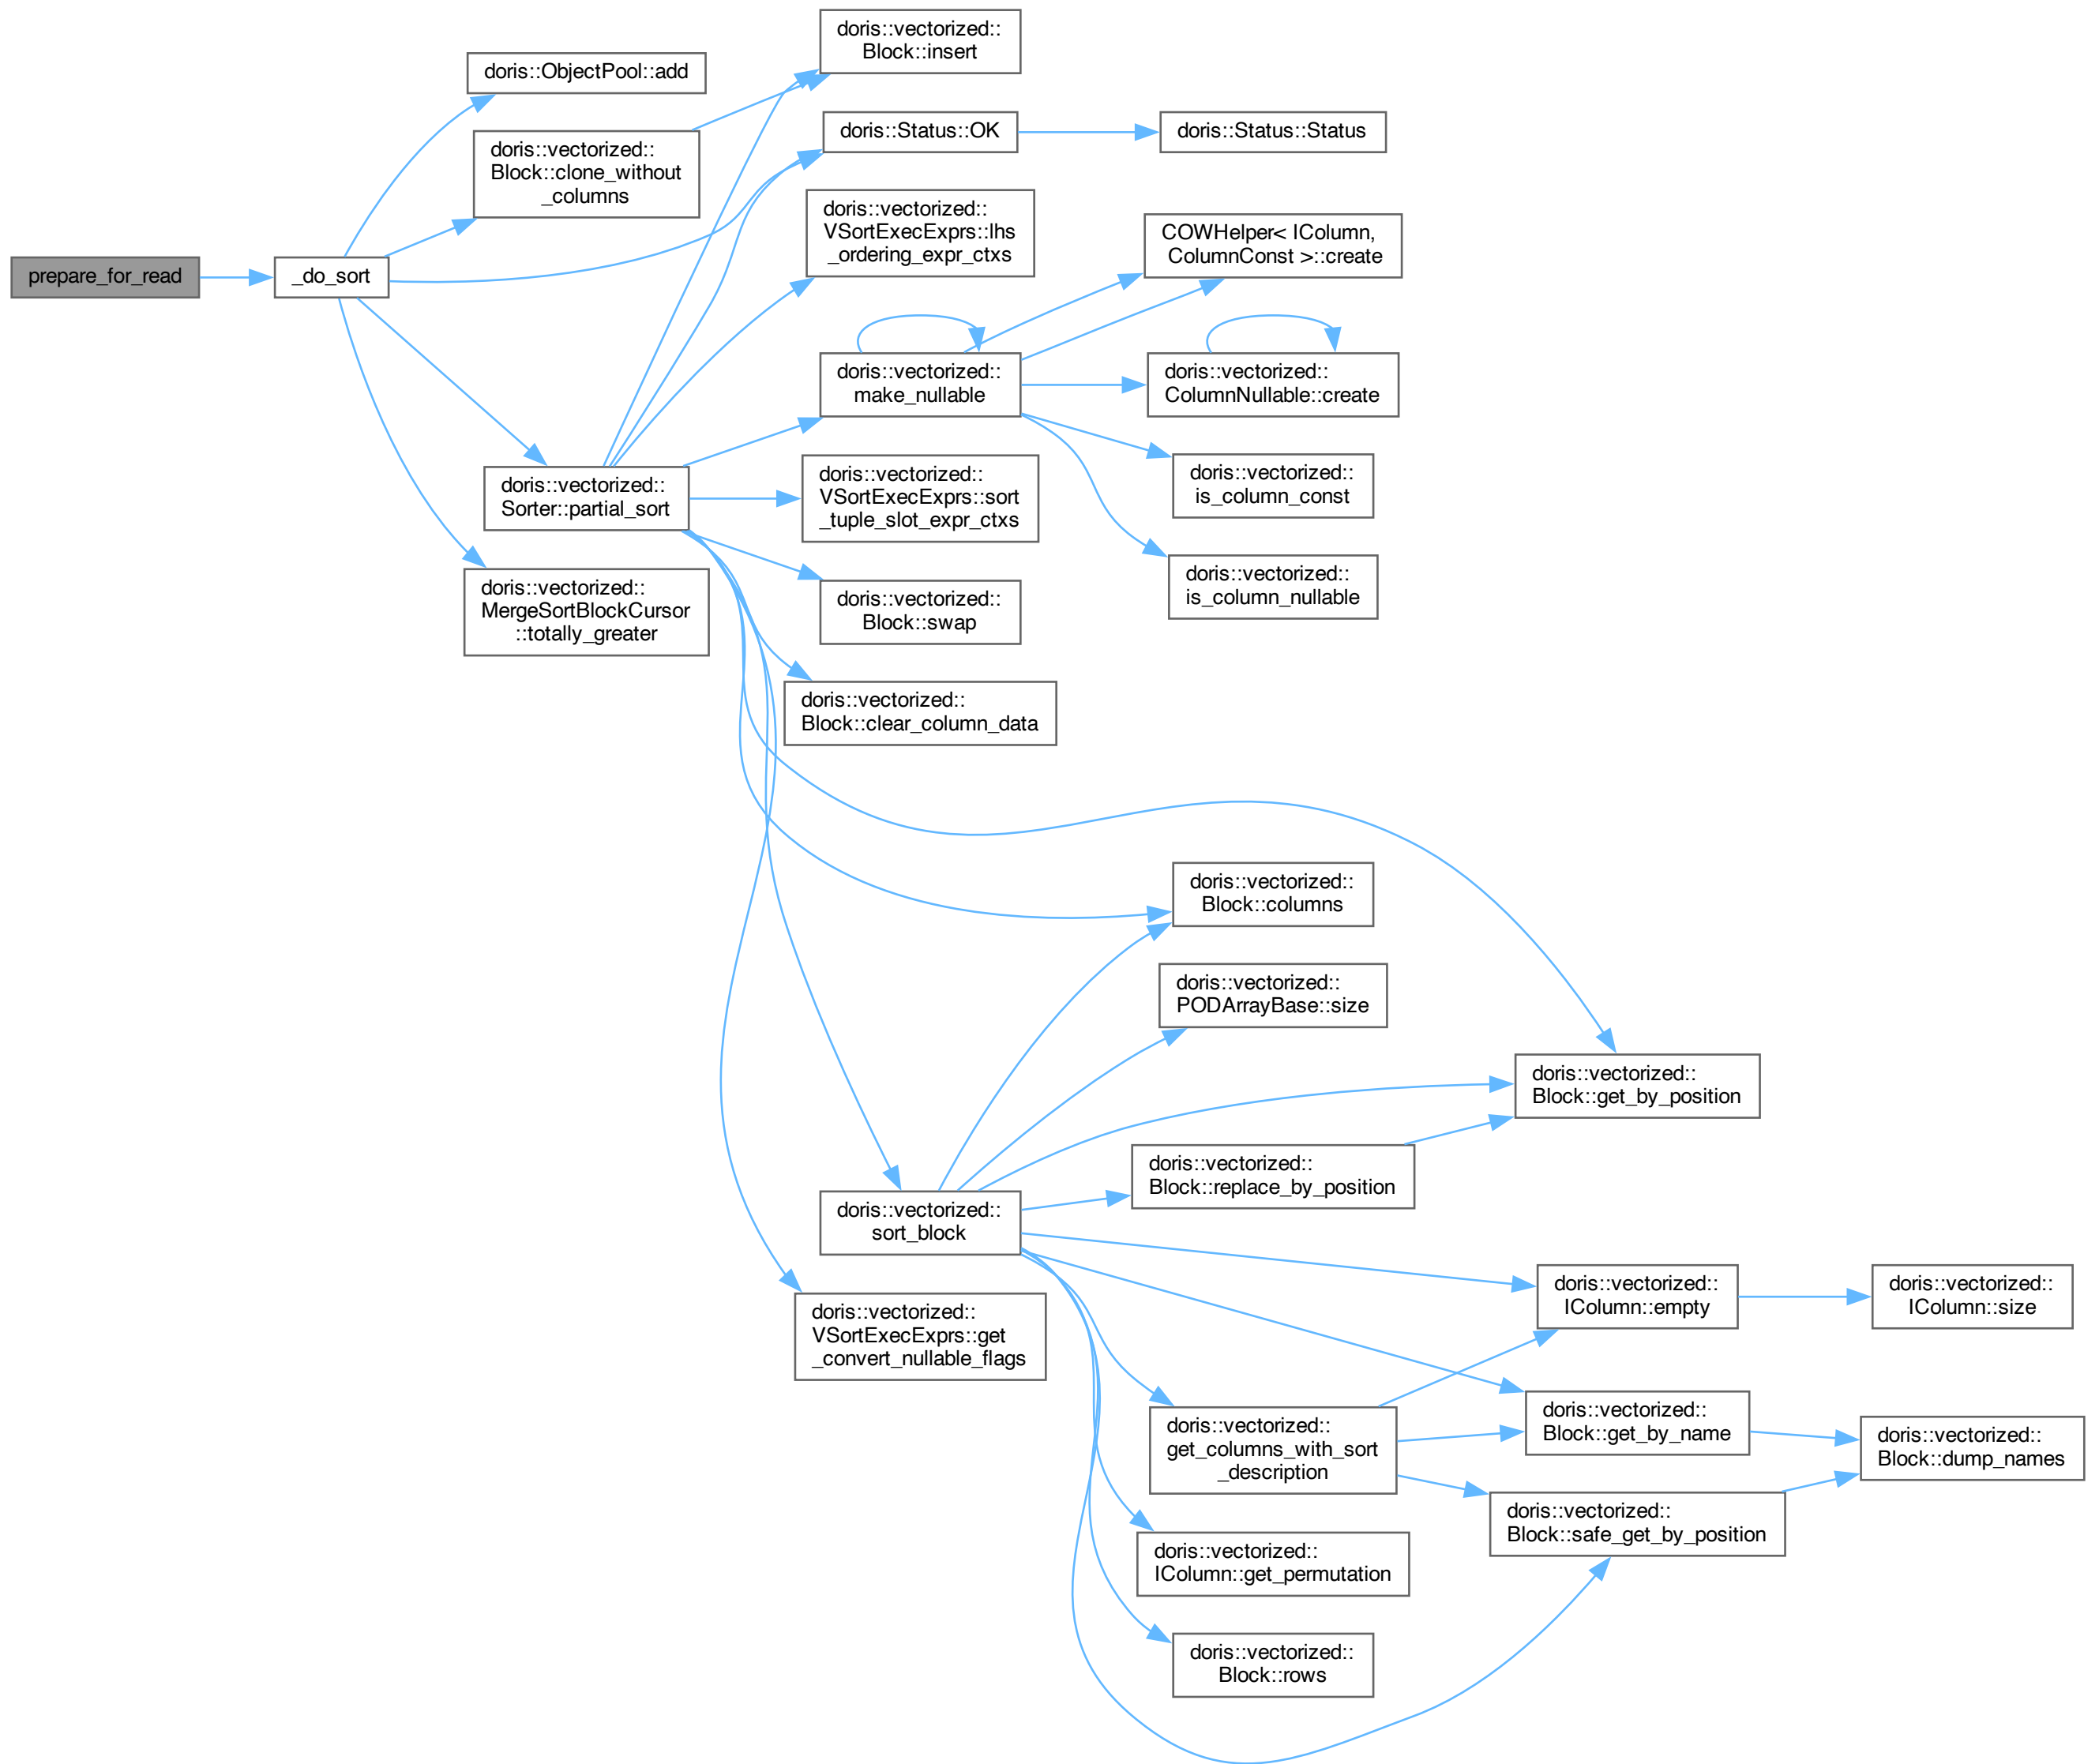 prepare_for_read
_do_sort
doris::ObjectPool::add
doris::vectorized::
Block::clone_without
_columns
doris::vectorized::
Sorter::partial_sort
doris::vectorized::
MergeSortBlockCursor
::totally_greater
doris::vectorized::
Block::insert
doris::Status::OK
doris::Status::Status
doris::vectorized::
VSortExecExprs::lhs
_ordering_expr_ctxs
doris::vectorized::
make_nullable
COWHelper< IColumn,
ColumnConst >::create
doris::vectorized::
ColumnNullable::create
doris::vectorized::
is_column_const
doris::vectorized::
is_column_nullable
doris::vectorized::
VSortExecExprs::sort
_tuple_slot_expr_ctxs
doris::vectorized::
Block::swap
doris::vectorized::
Block::clear_column_data
doris::vectorized::
Block::columns
doris::vectorized::
PODArrayBase::size
doris::vectorized::
Block::get_by_position
doris::vectorized::
Block::replace_by_position
doris::vectorized::
sort_block
doris::vectorized::
VSortExecExprs::get
_convert_nullable_flags
doris::vectorized::
IColumn::empty
doris::vectorized::
IColumn::size
doris::vectorized::
get_columns_with_sort
_description
doris::vectorized::
Block::get_by_name
doris::vectorized::
Block::dump_names
doris::vectorized::
Block::safe_get_by_position
doris::vectorized::
IColumn::get_permutation
doris::vectorized::
Block::rows